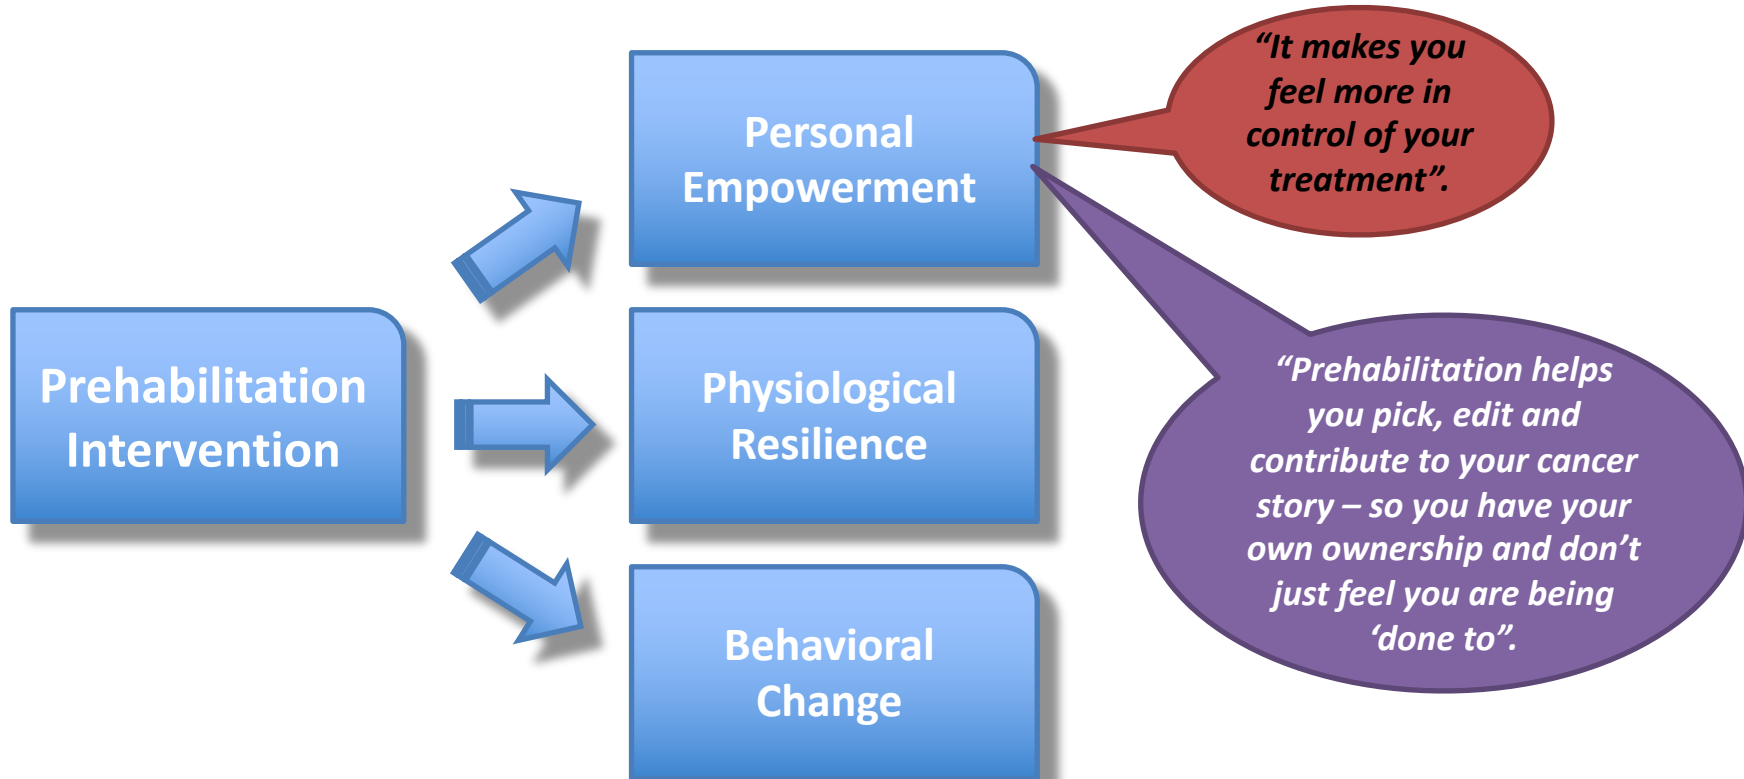 Prehabilitation
Intervention
Personal
Empowerment
Physiological
Resilience
Behavioral
Change
“It makes you
feel more in
control of your
treatment”.
“Prehabilitation helps
you pick, edit and
contribute to your cancer
story – so you have your
own ownership and don’t
just feel you are being
‘done to”.